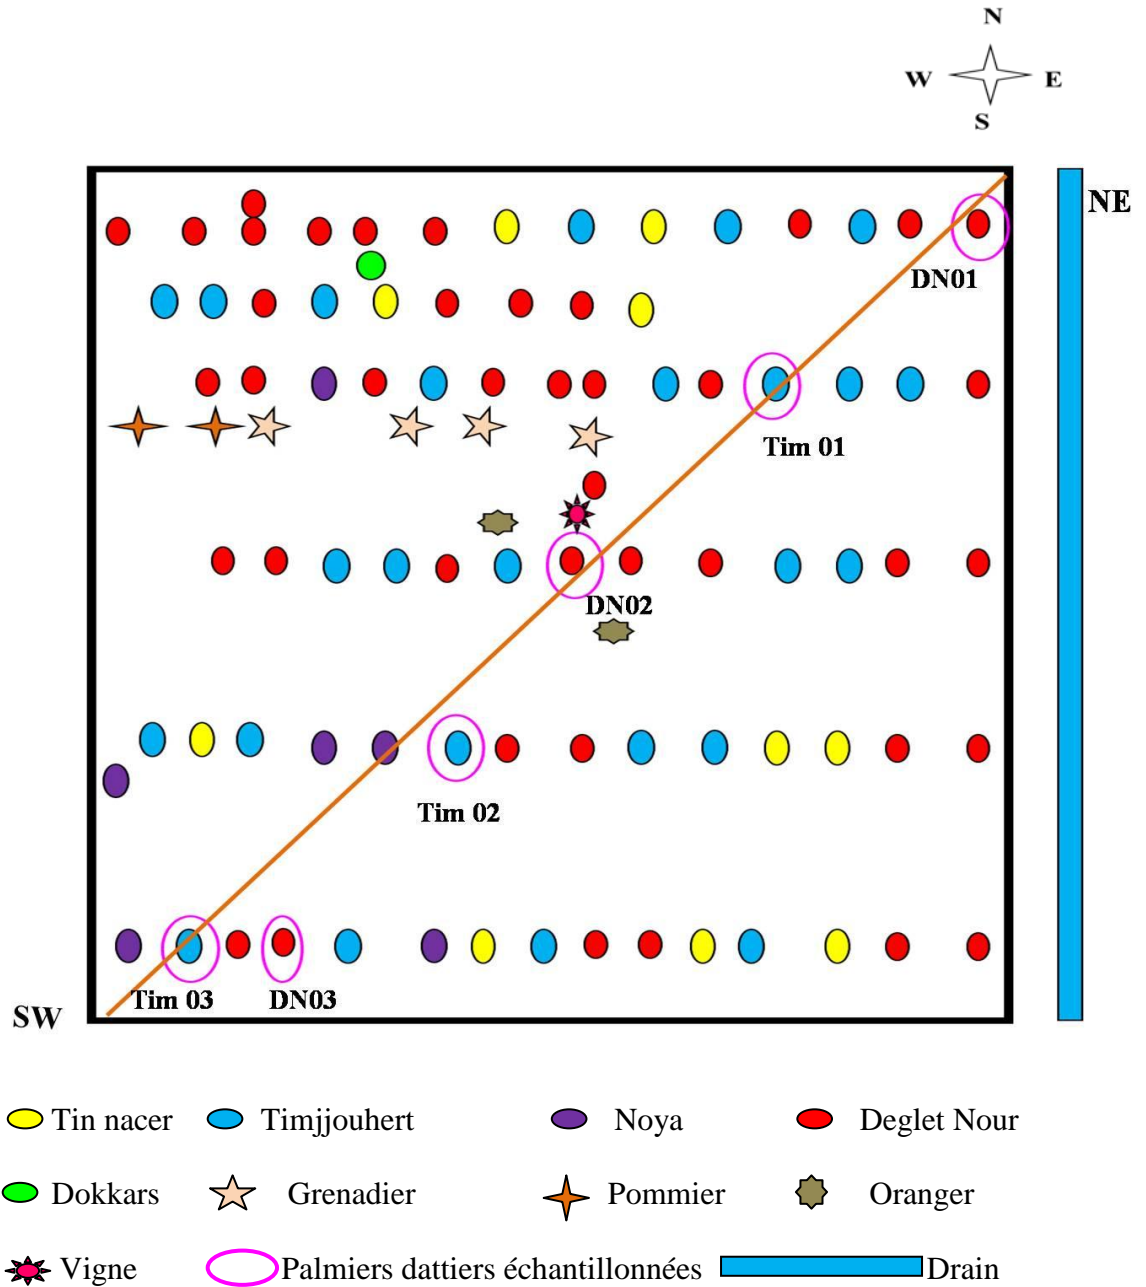 N
W E
S
NE
DN01
Tim 01
DN02
Tim 02
Tim 03 DN03
SW
Tin nacer Timjjouhert Noya Deglet Nour
Dokkars Grenadier Pommier Oranger
Vigne Palmiers dattiers échantillonnées Drain